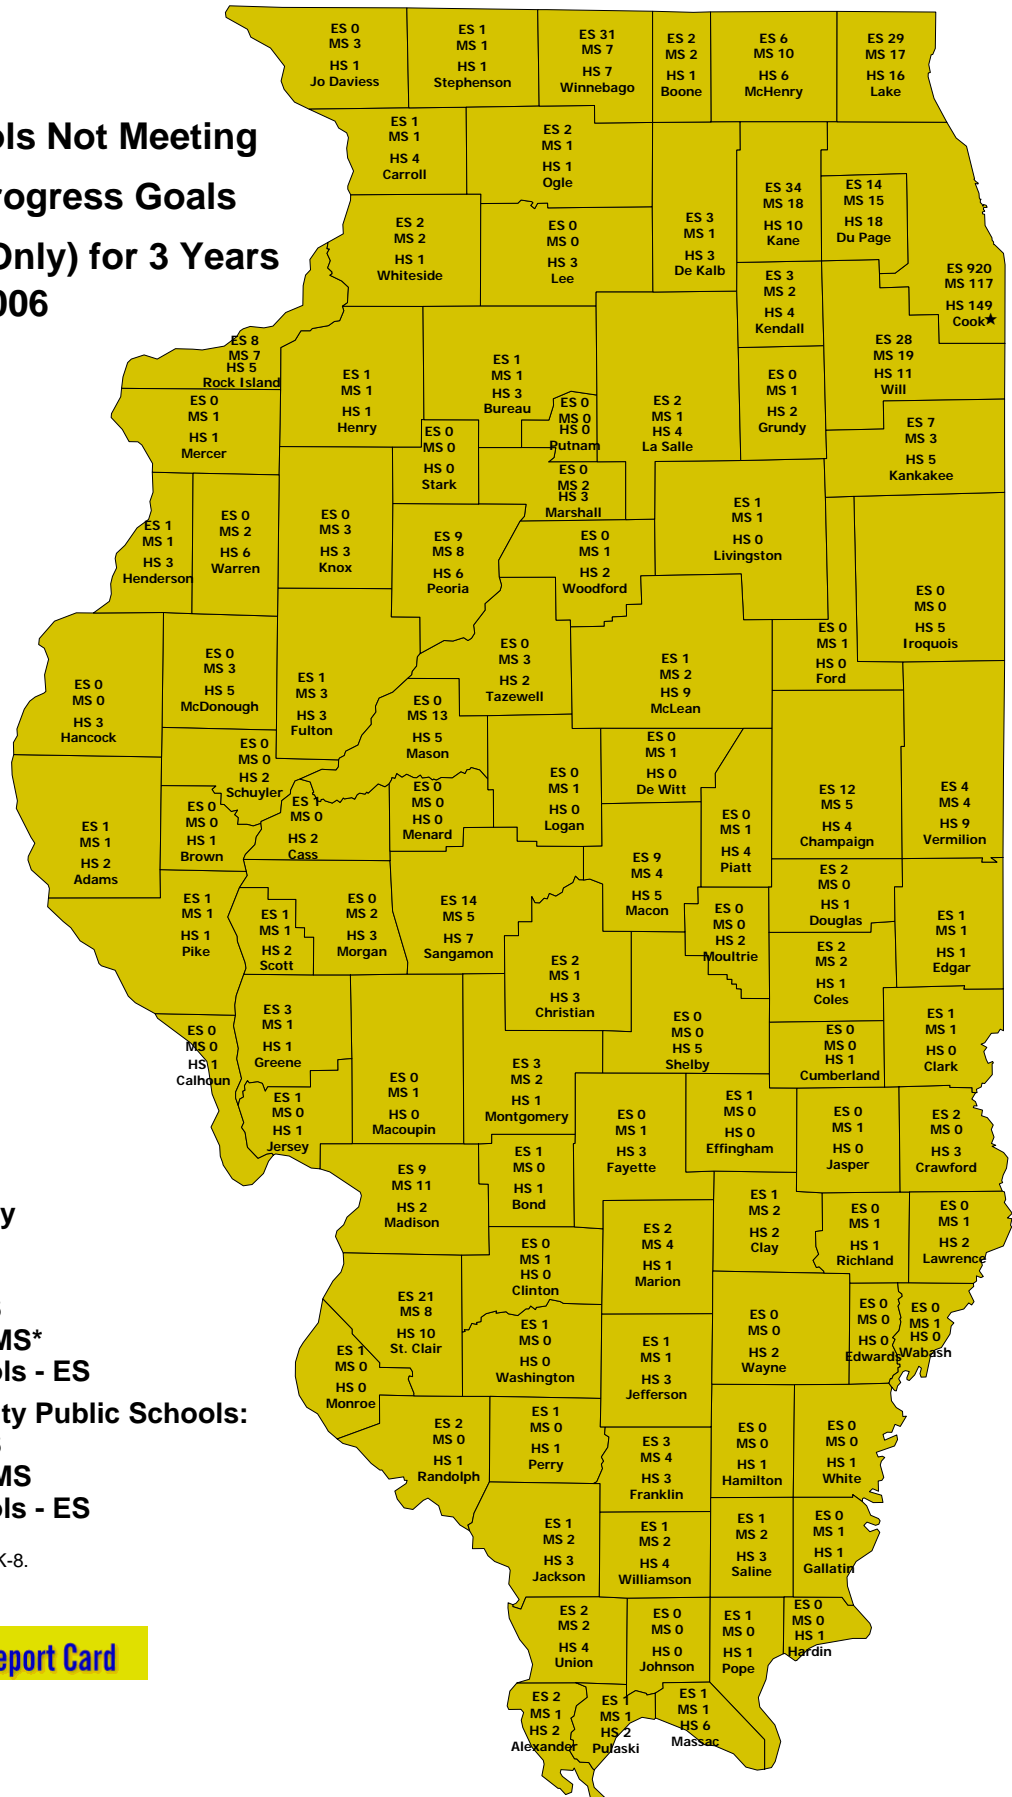 ols Not Meeting
rogress Goals
Only) for 3 Years
006
ES 0
MS 3
HS 1
Jo Daviess
ES 1
MS 1
HS 1
Stephenson
ES 31
MS 7
HS 7
Winnebago
ES 2
MS 2
HS 1
Boone
ES 6
MS 10
HS 6
McHenry
ES 29
MS 17
HS 16
Lake
ES 1
MS 1
HS 4
Carroll
ES 2
MS 1
HS 1
Ogle
ES 3
MS 1
HS 3
De Kalb
ES 34
MS 18
HS 10
Kane
ES 14
MS 15
HS 18
Du Page
ES 920
MS 117
HS 149
Cook★
ES 2
MS 2
HS 1
Whiteside
ES 0
MS 0
HS 3
Lee
ES 3
MS 2
HS 4
Kendall
ES 28
MS 19
HS 11
Will
ES 8
MS 7
HS 5
Rock Island
ES 1
MS 1
HS 1
Henry
ES 1
MS 1
HS 3
Bureau
ES 0
MS 0
HS 0
Putnam
ES 2
MS 1
HS 4
La Salle
ES 0
MS 1
HS 2
Grundy
ES 0
MS 1
HS 1
Mercer
ES 0
MS 0
HS 0
Stark
ES 7
MS 3
HS 5
Kankakee
ES 0
MS 2
HS 3
Marshall
ES 1
MS 1
HS 0
Livingston
ES 1
MS 1
HS 3
Henderson
ES 0
MS 2
HS 6
Warren
ES 0
MS 3
HS 3
Knox
ES 9
MS 8
HS 6
Peoria
ES 0
MS 1
HS 2
Woodford
ES 0
MS 0
HS 5
Iroquois
ES 0
MS 1
HS 0
Ford
ES 0
MS 0
HS 3
Hancock
ES 0
MS 3
HS 5
McDonough
ES 1
MS 3
HS 3
Fulton
ES 0
MS 3
HS 2
Tazewell
ES 1
MS 2
HS 9
McLean
ES 0
MS 13
HS 5
Mason
ES 0
MS 0
HS 2
Schuyler
ES 0
MS 1
HS 0
Logan
ES 0
MS 1
HS 0
De Witt
ES 12
MS 5
HS 4
Champaign
ES 4
MS 4
HS 9
Vermilion
ES 1
MS 1
HS 2
Adams
ES 0
MS 0
HS 1
Brown
ES 1
MS 0
HS 2
Cass
ES 0
MS 0
HS 0
Menard
ES 0
MS 1
HS 4
Piatt
ES 9
MS 4
HS 5
Macon
ES 2
MS 0
HS 1
Douglas
ES 1
MS 1
HS 1
Pike
ES 1
MS 1
HS 2
Scott
ES 0
MS 2
HS 3
Morgan
ES 14
MS 5
HS 7
Sangamon
ES 0
MS 0
HS 2
Moultrie
ES 1
MS 1
HS 1
Edgar
ES 2
MS 1
HS 3
Christian
ES 2
MS 2
HS 1
Coles
ES 0
MS 0
HS 1
Calhoun
ES 3
MS 1
HS 1
Greene
ES 0
MS 1
HS 0
Macoupin
ES 3
MS 2
HS 1
Montgomery
ES 0
MS 0
HS 5
Shelby
ES 0
MS 0
HS 1
Cumberland
ES 1
MS 1
HS 0
Clark
ES 1
MS 0
HS 1
Jersey
ES 0
MS 1
HS 3
Fayette
ES 1
MS 0
HS 0
Effingham
ES 0
MS 1
HS 0
Jasper
ES 2
MS 0
HS 3
Crawford
ES 9
MS 11
HS 2
Madison
ES 1
MS 0
HS 1
Bond
ES 1
MS 2
HS 2
Clay
ES 0
MS 1
HS 1
Richland
ES 0
MS 1
HS 2
Lawrence
y
ES 0
MS 1
HS 0
Clinton
ES 2
MS 4
HS 1
Marion
ES 21
MS 8
HS 10
St. Clair
ES 1
MS 0
HS 0
Washington
ES 0
MS 0
HS 2
Wayne
ES 0
MS 0
HS 0
Edwards
ES 0
MS 1
HS 0
Wabash
S
MS*
ols - ES
ES 1
MS 0
HS 0
Monroe
ES 1
MS 1
HS 3
Jefferson
ity Public Schools:
S
MS
ols - ES
ES 2
MS 0
HS 1
Randolph
ES 1
MS 0
HS 1
Perry
ES 3
MS 4
HS 3
Franklin
ES 0
MS 0
HS 1
Hamilton
ES 0
MS 0
HS 1
White
K-8.
ES 1
MS 2
HS 3
Jackson
ES 1
MS 2
HS 4
Williamson
ES 1
MS 2
HS 3
Saline
ES 0
MS 1
HS 1
Gallatin
eport Card
ES 2
MS 2
HS 4
Union
ES 0
MS 0
HS 0
Johnson
ES 1
MS 0
HS 1
Pope
ES 0
MS 0
HS 1
Hardin
ES 2
MS 1
HS 2
Alexander
ES 1
MS 1
HS 2
Pulaski
ES 1
MS 1
HS 6
Massac